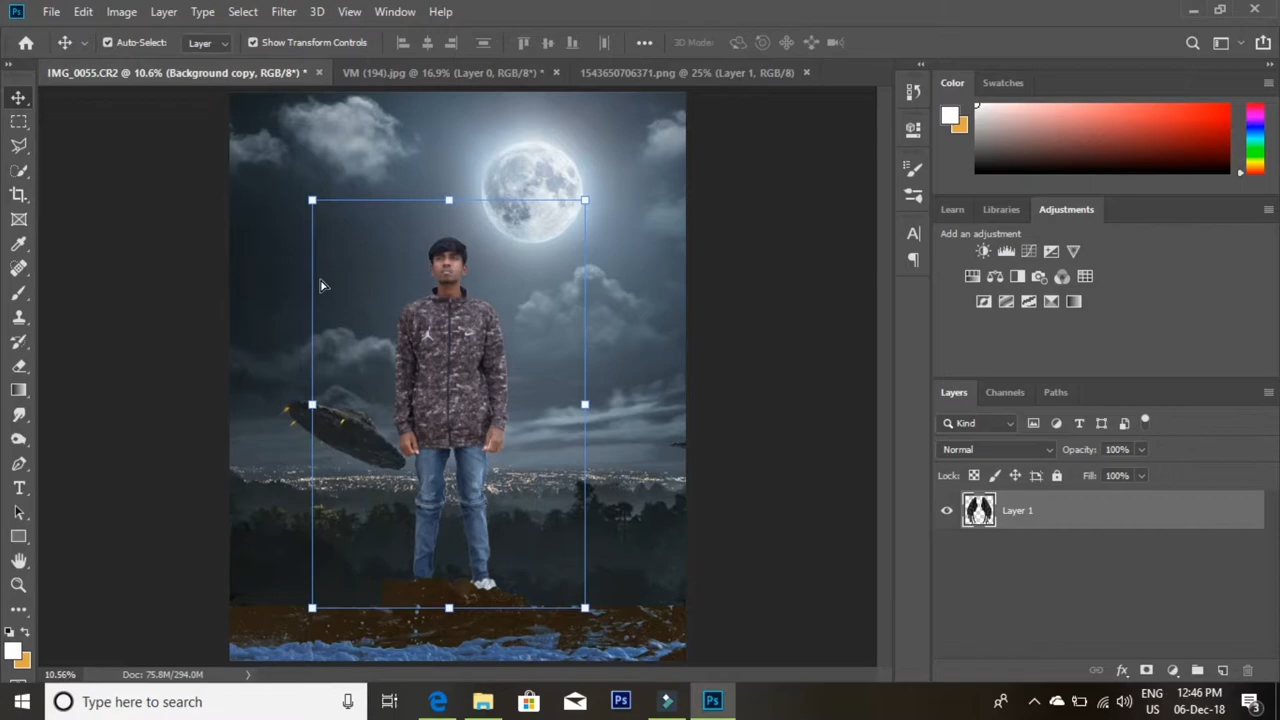 File Edit Image Layer Type Select Filter 3D View Window Help
Auto-Select: Layer Show Transform Controls 3D Mode:
IMG_0055.CR2 @ 10.6% (Background copy, RGB/8*) * VM (194).jpg @ 16.9% (Layer 0, RGB/8*) * 1543650706371.png @ 25% (Layer 1, RGB/8)
Color Swatches
Learn Libraries Adjustments
Add an adjustment
Layers Channels Paths
Kind
Normal Opacity: 100%
Lock: Fill: 100%
Layer 1
10.56% Doc: 75.8M/294.0M
Type here to search
ENG
US
12:46 PM
06-Dec-18
3